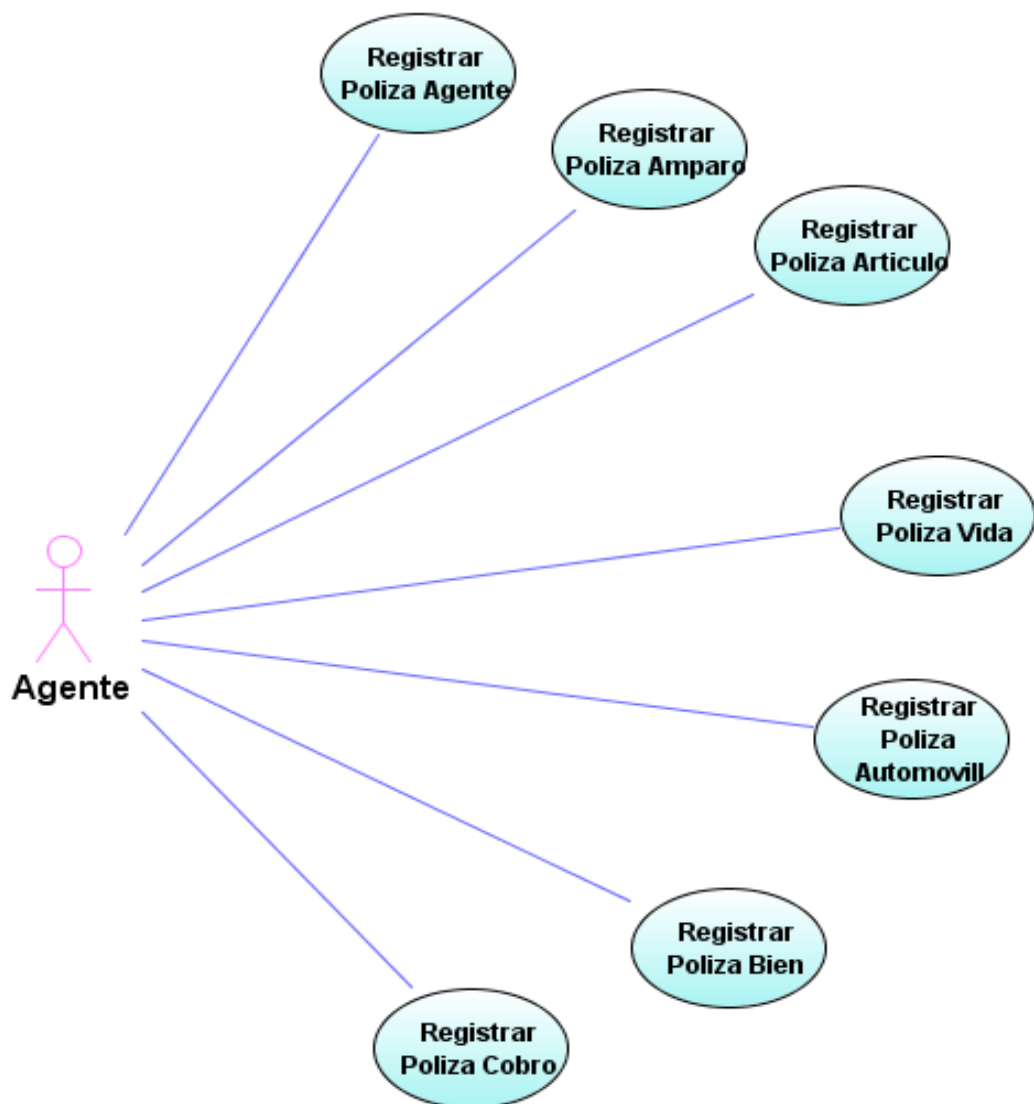 Registrar
Poliza Agente
Registrar
Poliza Amparo
Registrar
Poliza Articulo
Registrar
Poliza Vida
Agente
Registrar
Poliza
Automovill
Registrar
Poliza Bien
Registrar
Poliza Cobro